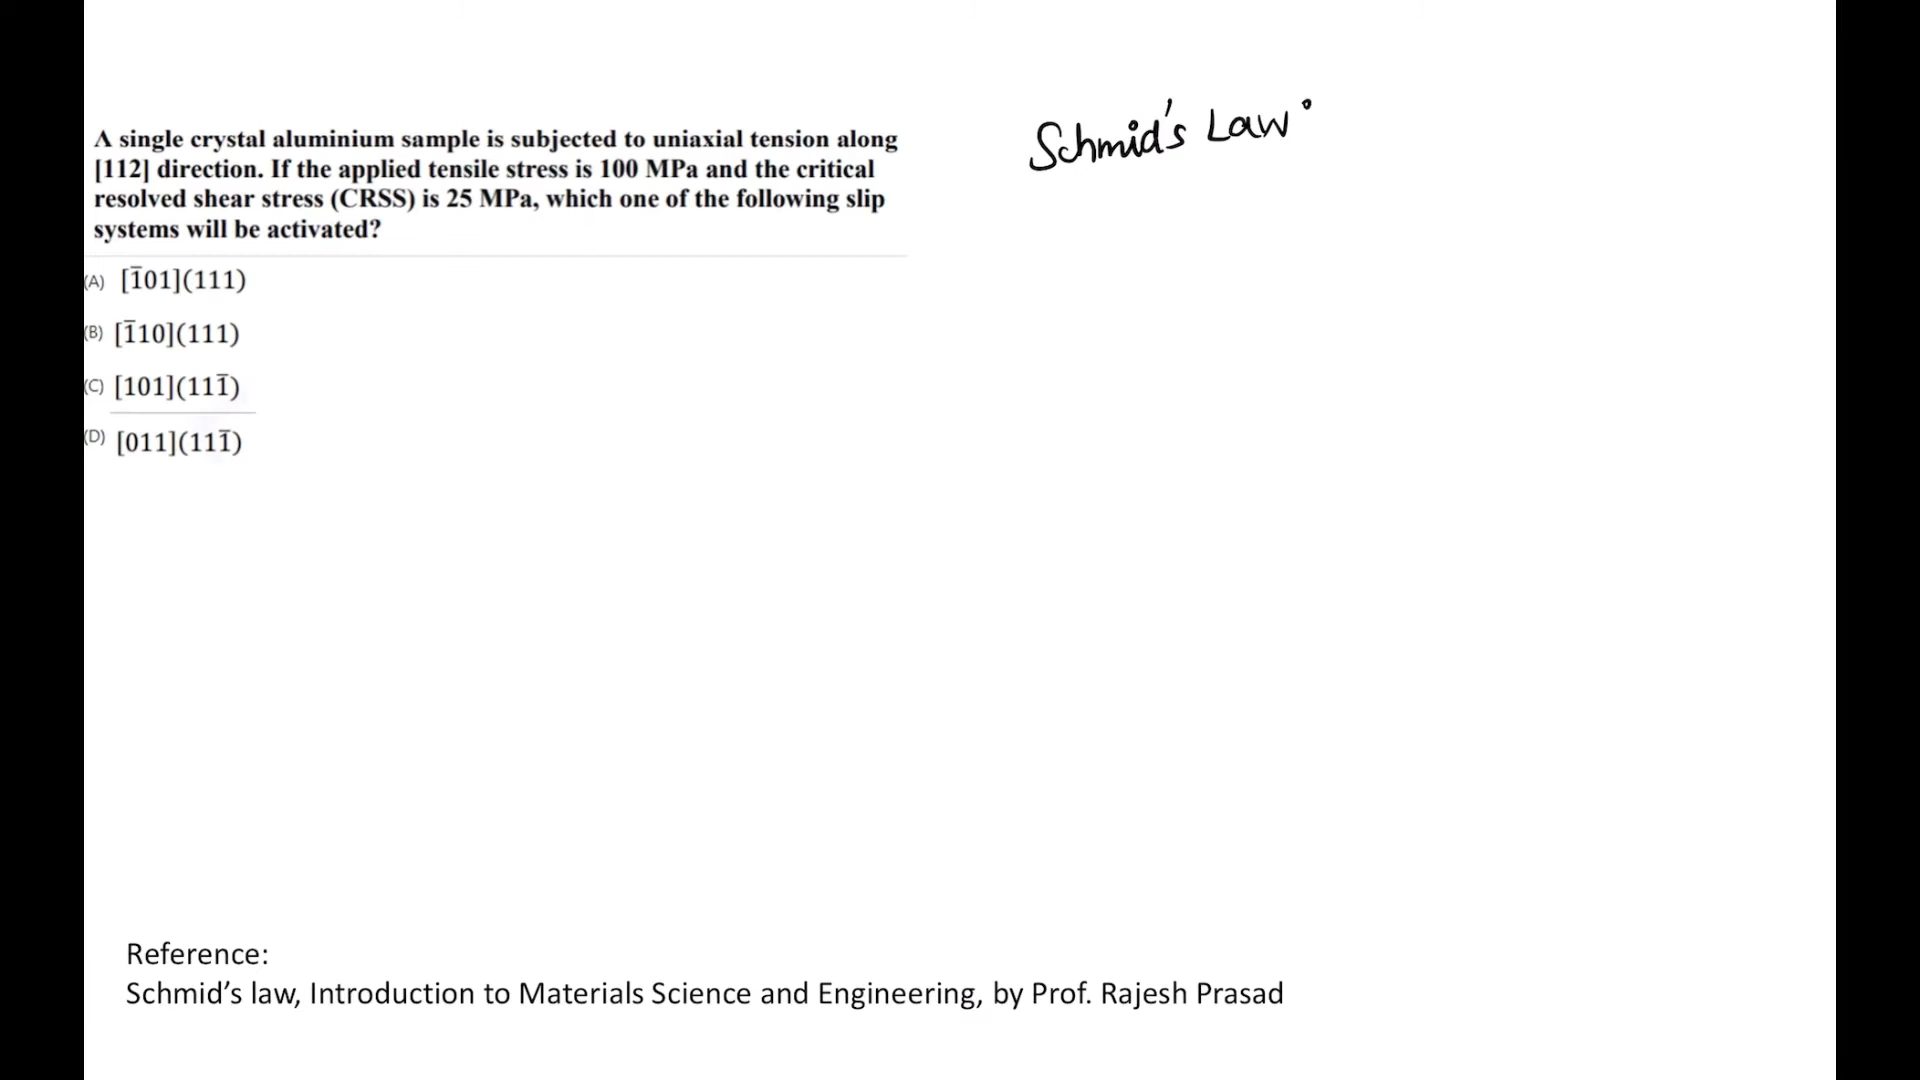 A single crystal aluminium sample is subjected to uniaxial tension along
[112] direction. If the applied tensile stress is 100 MPa and the critical
resolved shear stress (CRSS) is 25 MPa, which one of the following slip
systems will be activated?
(A) [1̅01](111)
(B) [1̅10](111)
(C) [101](111̅)
(D) [011](111̅)
Schmid's Law
Reference:
Schmid’s law, Introduction to Materials Science and Engineering, by Prof. Rajesh Prasad